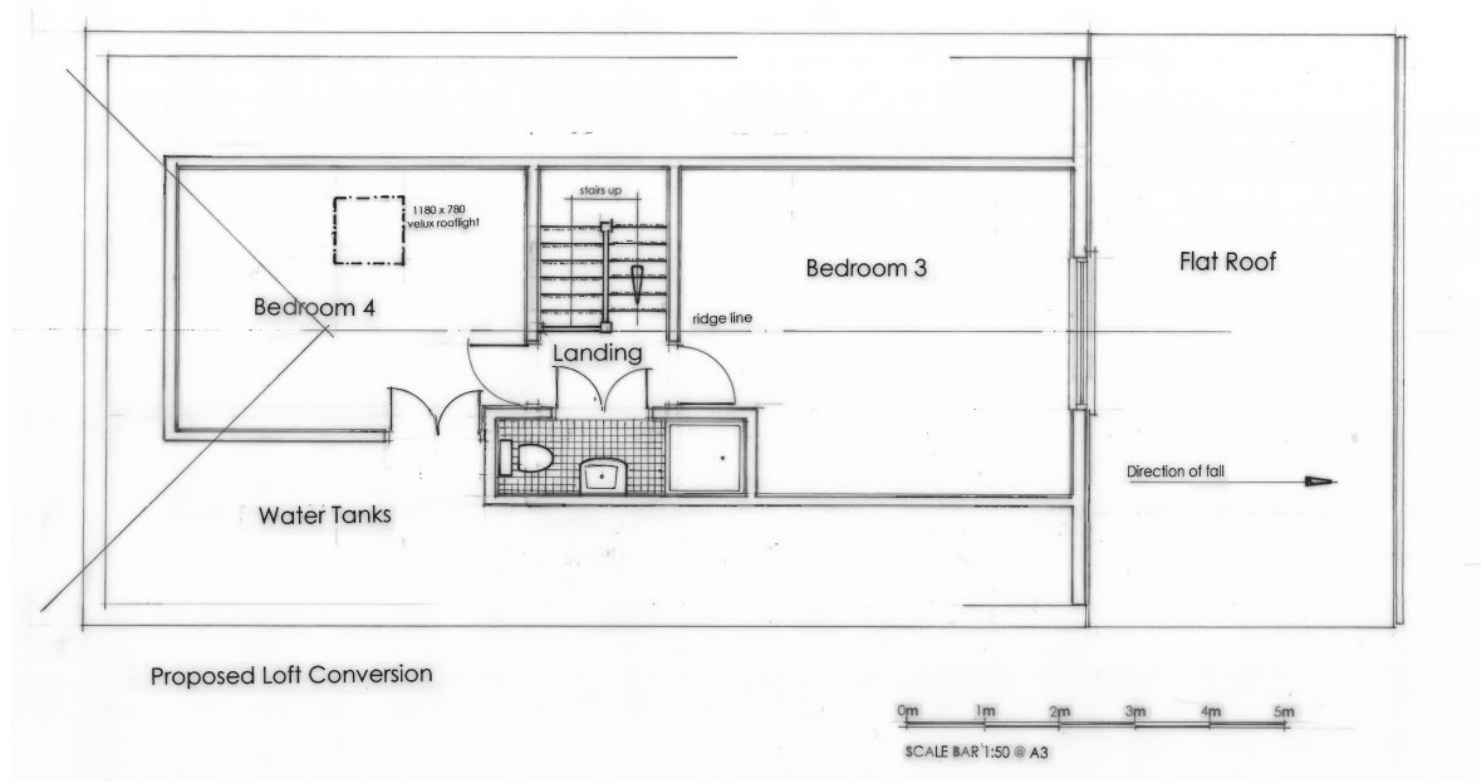 stairs up
1180 x 780
velux rooflight
Bedroom 3
Flat Roof
Bedroom 4
ridge line
Landing
Direction of fall
Water Tanks
Proposed Loft Conversion
0m 1m 2m 3m 4m 5m
SCALE BAR 1:50 @ A3